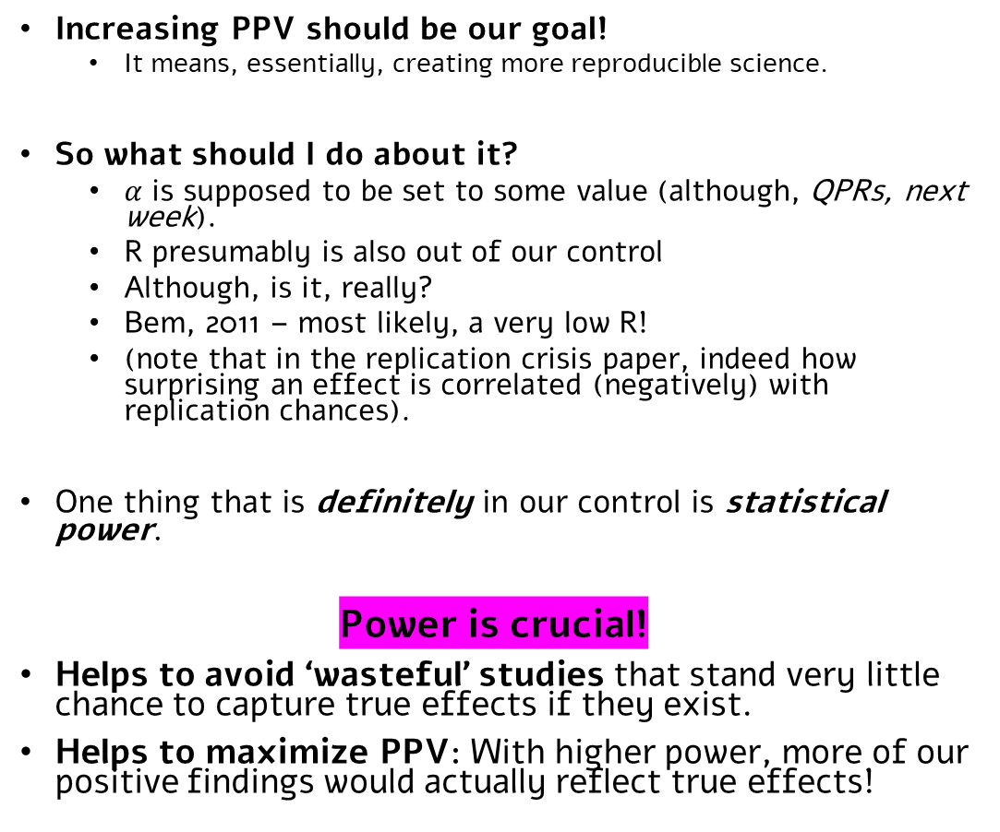 • Increasing PPV should be our goal!
• It means, essentially, creating more reproducible science.
• So what should I do about it?
• α is supposed to be set to some value (although, QPRs, next
week).
• R presumably is also out of our control
• Although, is it, really?
• Bem, 2011 – most likely, a very low R!
• (note that in the replication crisis paper, indeed how
surprising an effect is correlated (negatively) with
replication chances).
• One thing that is definitely in our control is statistical
power.
Power is crucial!
• Helps to avoid ‘wasteful’ studies that stand very little
chance to capture true effects if they exist.
• Helps to maximize PPV: With higher power, more of our
positive findings would actually reflect true effects!